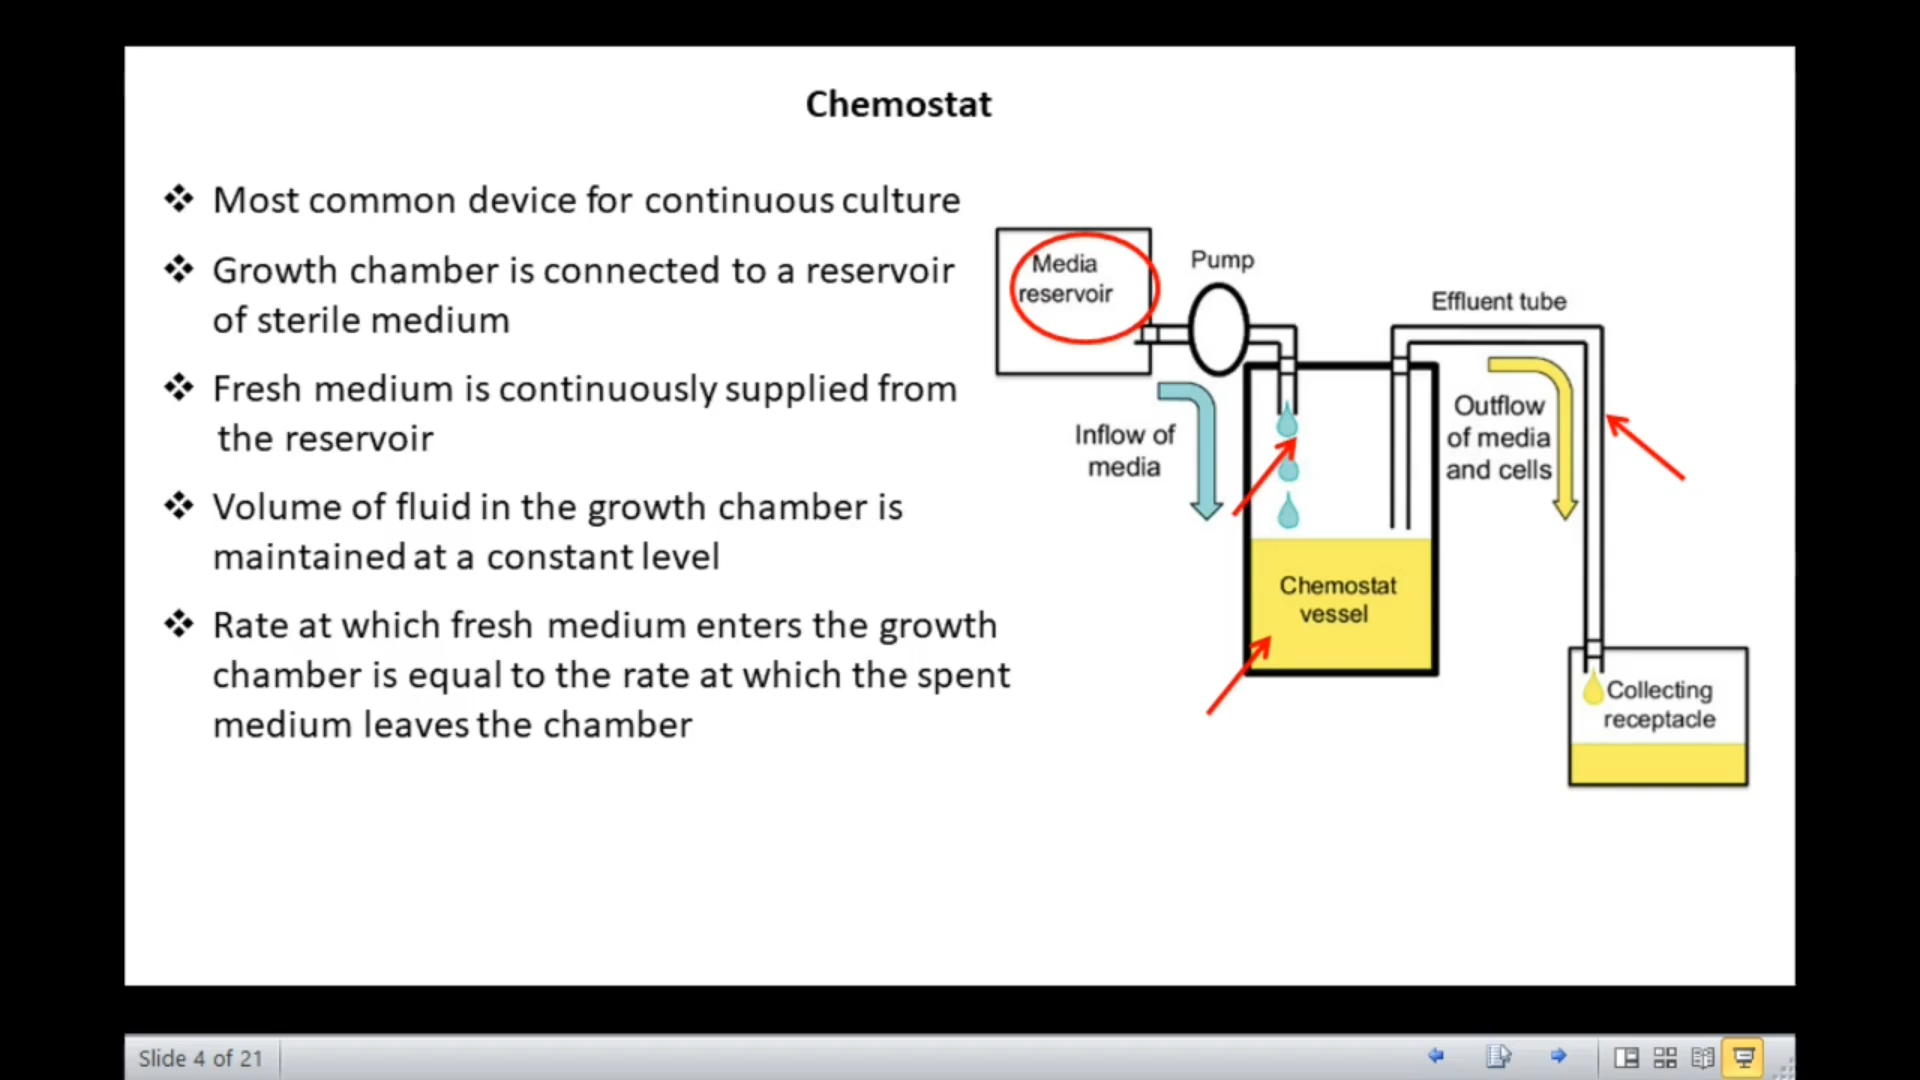 Chemostat
❖ Most common device for continuous culture
❖ Growth chamber is connected to a reservoir
of sterile medium
❖ Fresh medium is continuously supplied from
the reservoir
❖ Volume of fluid in the growth chamber is
maintained at a constant level
❖ Rate at which fresh medium enters the growth
chamber is equal to the rate at which the spent
medium leaves the chamber
Media
reservoir
Pump
Effluent tube
Inflow of
media
Outflow
of media
and cells
Chemostat
vessel
Collecting
receptacle
Slide 4 of 21